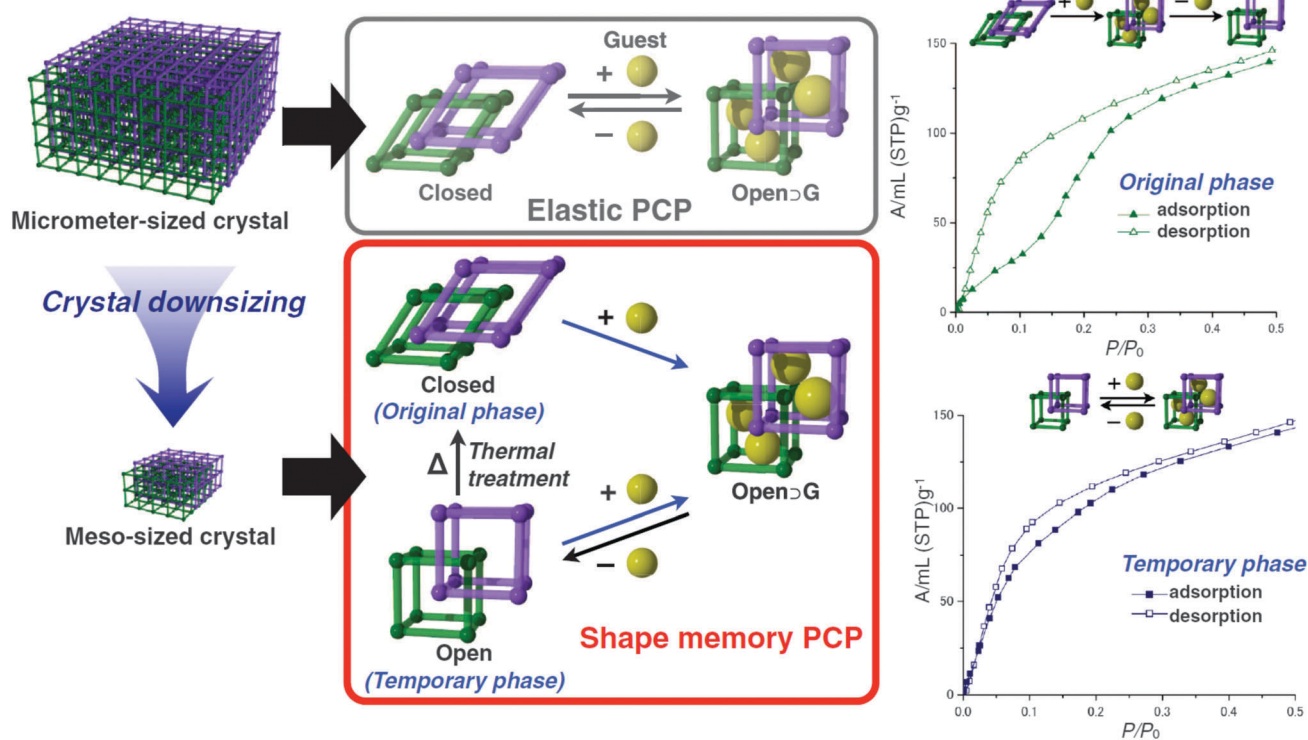 Micrometer-sized crystal
Crystal downsizing
Meso-sized crystal
Guest
+
−
Closed
Open⊃G
Elastic PCP
+
Closed
(Original phase)
Δ
Thermal
treatment
+
−
Open⊃G
Open
(Temporary phase)
Shape memory PCP
+
−
150
100
50
0
A/mL (STP)g⁻¹
Original phase
adsorption
desorption
0.0 0.1 0.2 0.3 0.4 0.5
P/P₀
+
−
150
100
50
0
A/mL (STP)g⁻¹
Temporary phase
adsorption
desorption
0.0 0.1 0.2 0.3 0.4 0.5
P/P₀